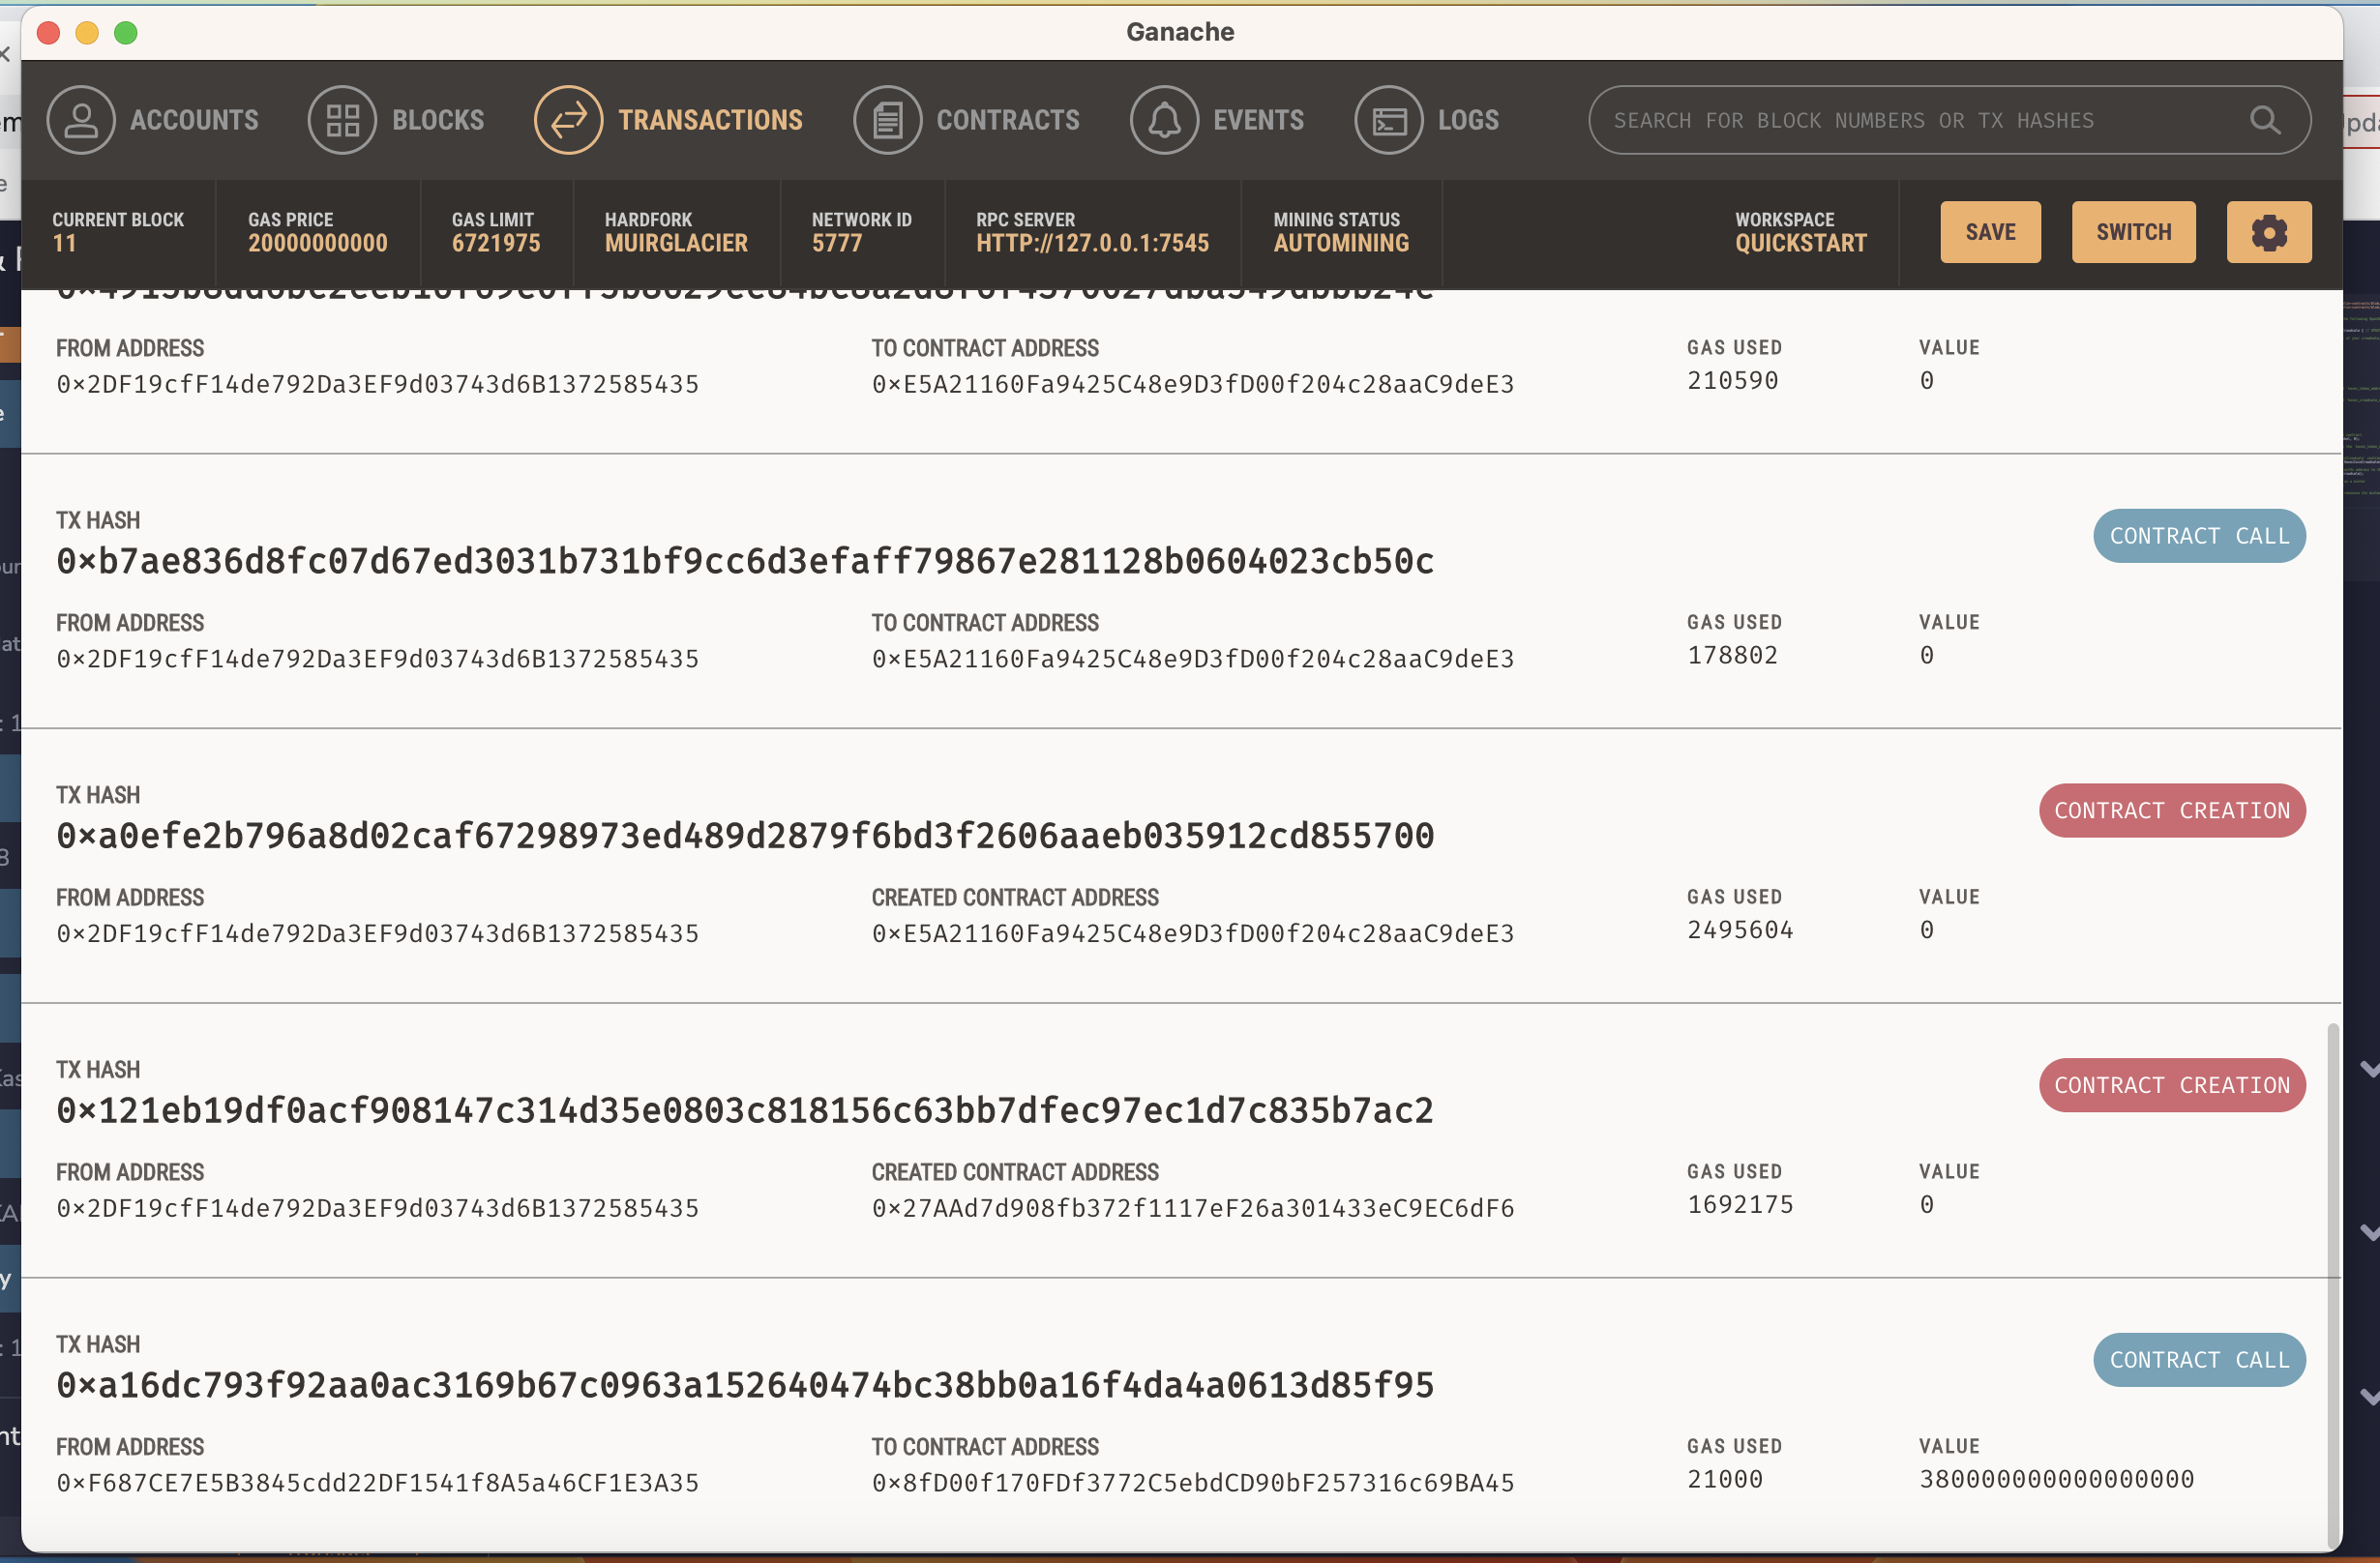 Ganache
ACCOUNTS BLOCKS TRANSACTIONS CONTRACTS EVENTS LOGS SEARCH FOR BLOCK NUMBERS OR TX HASHES
CURRENT BLOCK GAS PRICE GAS LIMIT HARDFORK NETWORK ID RPC SERVER MINING STATUS WORKSPACE
11 20000000000 6721975 MUIRGLACIER 5777 HTTP://127.0.0.1:7545 AUTOMINING QUICKSTART SAVE SWITCH
FROM ADDRESS TO CONTRACT ADDRESS GAS USED VALUE
0×2DF19cfF14de792Da3EF9d03743d6B1372585435 0×E5A21160Fa9425C48e9D3fD00f204c28aaC9deE3 210590 0
TX HASH
0×b7ae836d8fc07d67ed3031b731bf9cc6d3efaff79867e281128b0604023cb50c CONTRACT CALL
FROM ADDRESS TO CONTRACT ADDRESS GAS USED VALUE
0×2DF19cfF14de792Da3EF9d03743d6B1372585435 0×E5A21160Fa9425C48e9D3fD00f204c28aaC9deE3 178802 0
TX HASH
0×a0efe2b796a8d02caf67298973ed489d2879f6bd3f2606aaeb035912cd855700 CONTRACT CREATION
FROM ADDRESS CREATED CONTRACT ADDRESS GAS USED VALUE
0×2DF19cfF14de792Da3EF9d03743d6B1372585435 0×E5A21160Fa9425C48e9D3fD00f204c28aaC9deE3 2495604 0
TX HASH
0×121eb19df0acf908147c314d35e0803c818156c63bb7dfec97ec1d7c835b7ac2 CONTRACT CREATION
FROM ADDRESS CREATED CONTRACT ADDRESS GAS USED VALUE
0×2DF19cfF14de792Da3EF9d03743d6B1372585435 0×27AAd7d908fb372f1117eF26a301433eC9EC6dF6 1692175 0
TX HASH
0×a16dc793f92aa0ac3169b67c0963a152640474bc38bb0a16f4da4a0613d85f95 CONTRACT CALL
FROM ADDRESS TO CONTRACT ADDRESS GAS USED VALUE
0×F687CE7E5B3845cdd22DF1541f8A5a46CF1E3A35 0×8fD00f170FDf3772C5ebdCD90bF257316c69BA45 21000 380000000000000000